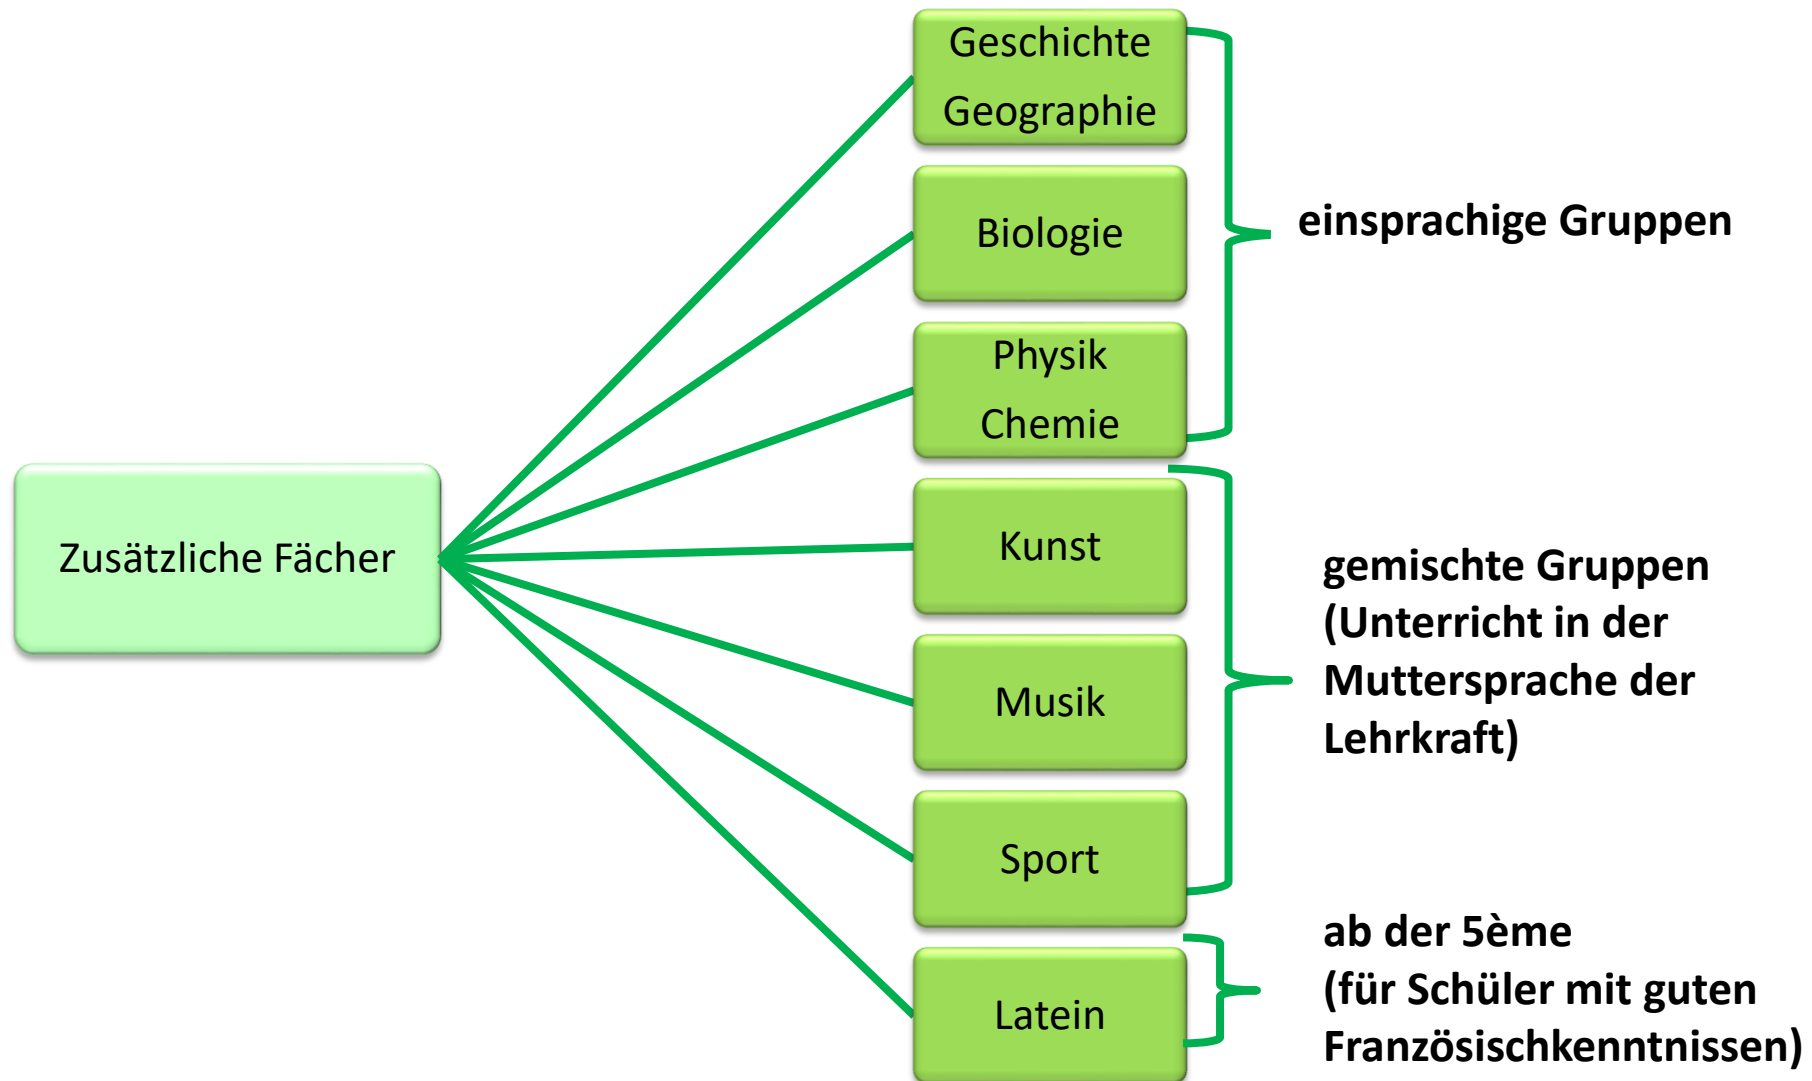 Zusätzliche Fächer
Geschichte
Geographie
Biologie
Physik
Chemie
Kunst
Musik
Sport
Latein
einsprachige Gruppen
gemischte Gruppen
(Unterricht in der
Muttersprache der
Lehrkraft)
ab der 5ème
(für Schüler mit guten
Französischkenntnissen)